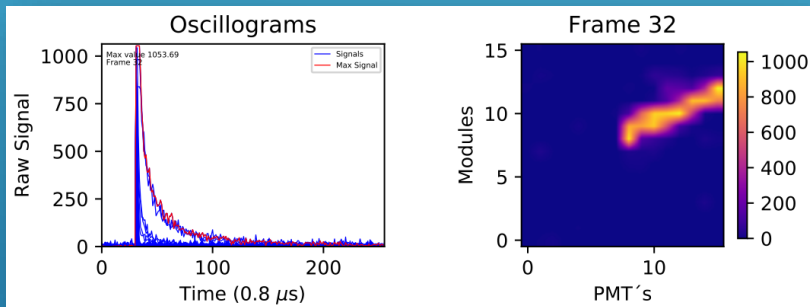 Oscillograms
Max value 1053.69
Frame 32
Signals
Max Signal
1000
750
500
250
0
Raw Signal
0
100
200
Time (0.8 μs)
Frame 32
15
10
5
0
Modules
0
10
PMT´s
1000
800
600
400
200
0